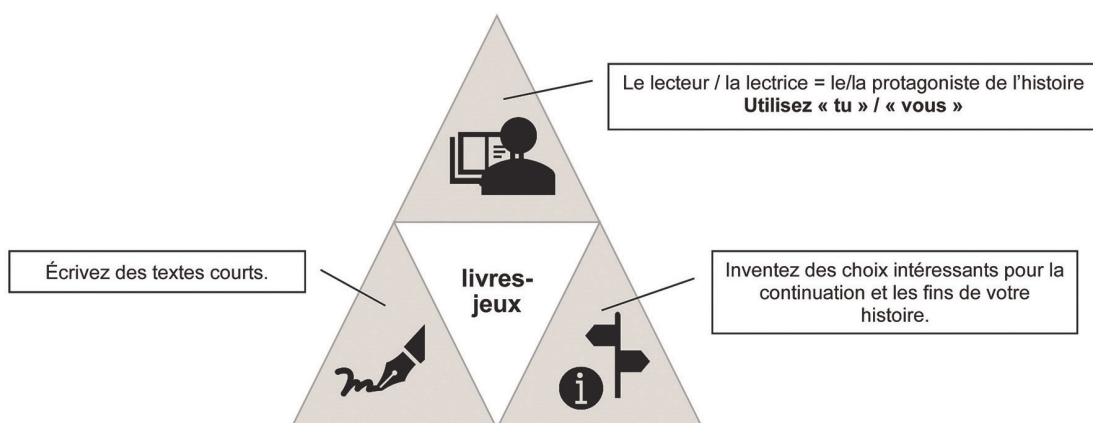 Le lecteur / la lectrice = le/la protagoniste de l’histoire
Utilisez « tu » / « vous »
Écrivez des textes courts.
livres-
jeux
Inventez des choix intéressants pour la
continuation et les fins de votre
histoire.
i